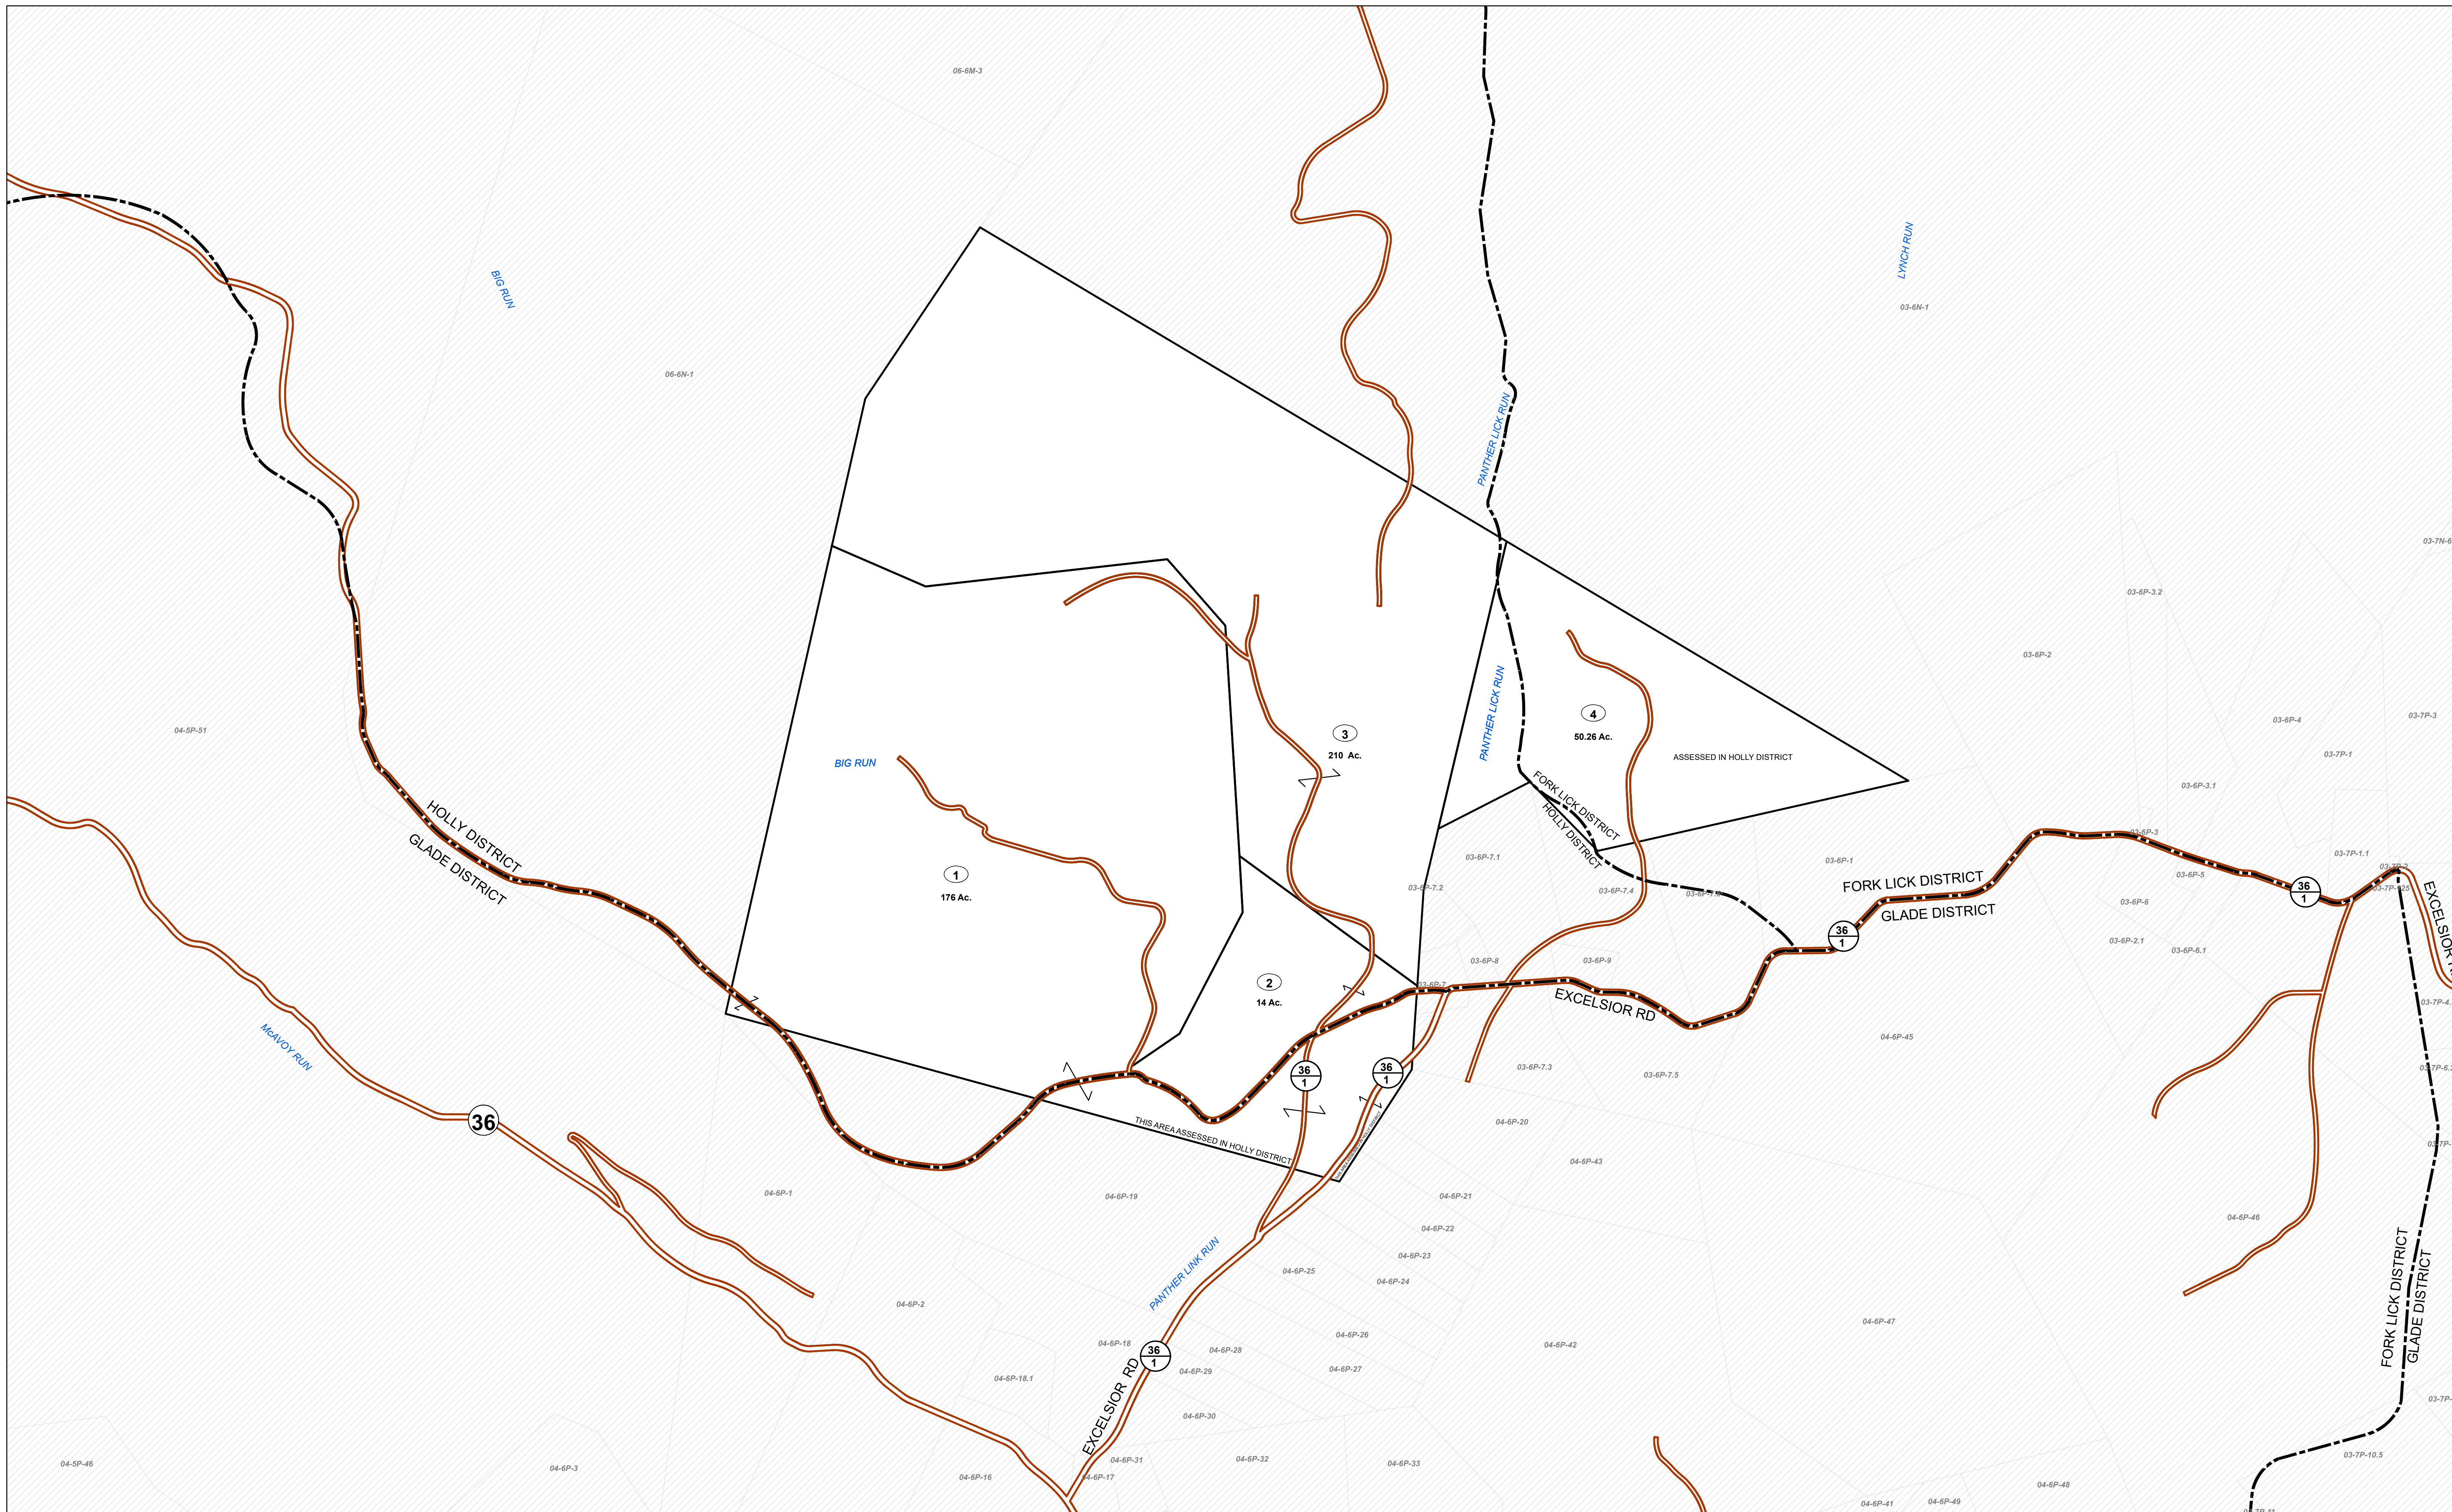 06-6M-3
BIG RUN
LYNCH RUN
03-6N-1
06-6N-1
PANTHER LICK RUN
03-7N-6
03-6P-3.2
03-6P-2
PANTHER LICK RUN
4
50.26 Ac.
03-6P-4
03-7P-3
04-5P-51
3
210 Ac.
ASSESSED IN HOLLY DISTRICT
03-7P-1
BIG RUN
03-6P-3.1
FORK LICK DISTRICT
HOLLY DISTRICT
HOLLY DISTRICT
GLADE DISTRICT
03-6P-3
03-7P-1.1
03-6P-7.1
03-6P-1
03-6P-5
1
176 Ac.
03-6P-7.2
03-6P-7.4
FORK LICK DISTRICT
GLADE DISTRICT
36
1
36
1
03-6P-6
EXCELSIOR
03-6P-2.1
03-6P-6.1
03-6P-8
03-6P-9
2
14 Ac.
03-6P-7
EXCELSIOR RD
03-7P-4.
04-6P-45
McAVOY RUN
36
36
1
36
1
03-6P-7.3
03-6P-7.5
THIS AREA ASSESSED IN HOLLY DISTRICT
04-6P-20
04-6P-43
04-6P-1
04-6P-19
04-6P-21
04-6P-22
04-6P-46
PANTHER LINK RUN
04-6P-23
04-6P-25
04-6P-24
FORK LICK DISTRICT
GLADE DISTRICT
04-6P-2
04-6P-26
04-6P-47
04-6P-18
04-6P-28
04-6P-42
36
1
04-6P-29
04-6P-27
04-6P-18.1
EXCELSIOR RD
04-6P-30
03-7P-
03-7P-10.5
04-5P-46
04-6P-3
04-6P-16
04-6P-17
04-6P-31
04-6P-32
04-6P-33
04-6P-48
04-6P-41
04-6P-49